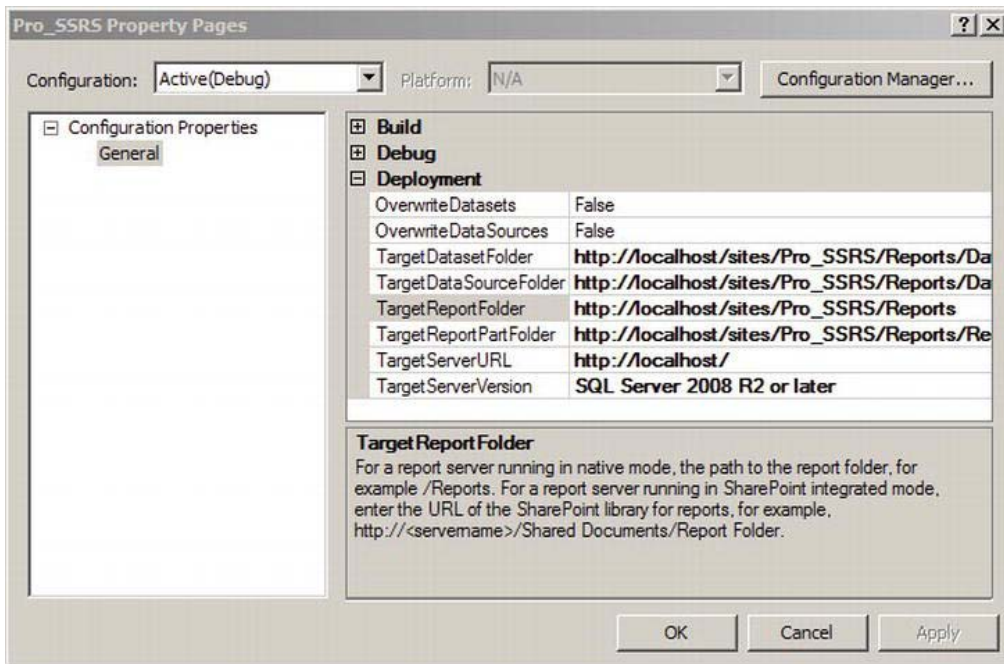 Pro_SSRS Property Pages
Configuration: Active(Debug) Platform: N/A Configuration Manager...
Configuration Properties
General
Build
Debug
Deployment
OverwriteDatasets False
OverwriteDataSources False
TargetDatasetFolder http://localhost/sites/Pro_SSRS/Reports/Da
TargetDataSourceFolder http://localhost/sites/Pro_SSRS/Reports/Da
TargetReportFolder http://localhost/sites/Pro_SSRS/Reports
TargetReportPartFolder http://localhost/sites/Pro_SSRS/Reports/Re
TargetServerURL http://localhost/
TargetServerVersion SQL Server 2008 R2 or later
TargetReportFolder
For a report server running in native mode, the path to the report folder, for
example /Reports. For a report server running in SharePoint integrated mode,
enter the URL of the SharePoint library for reports, for example,
http://<servername>/Shared Documents/Report Folder.
OK Cancel Apply